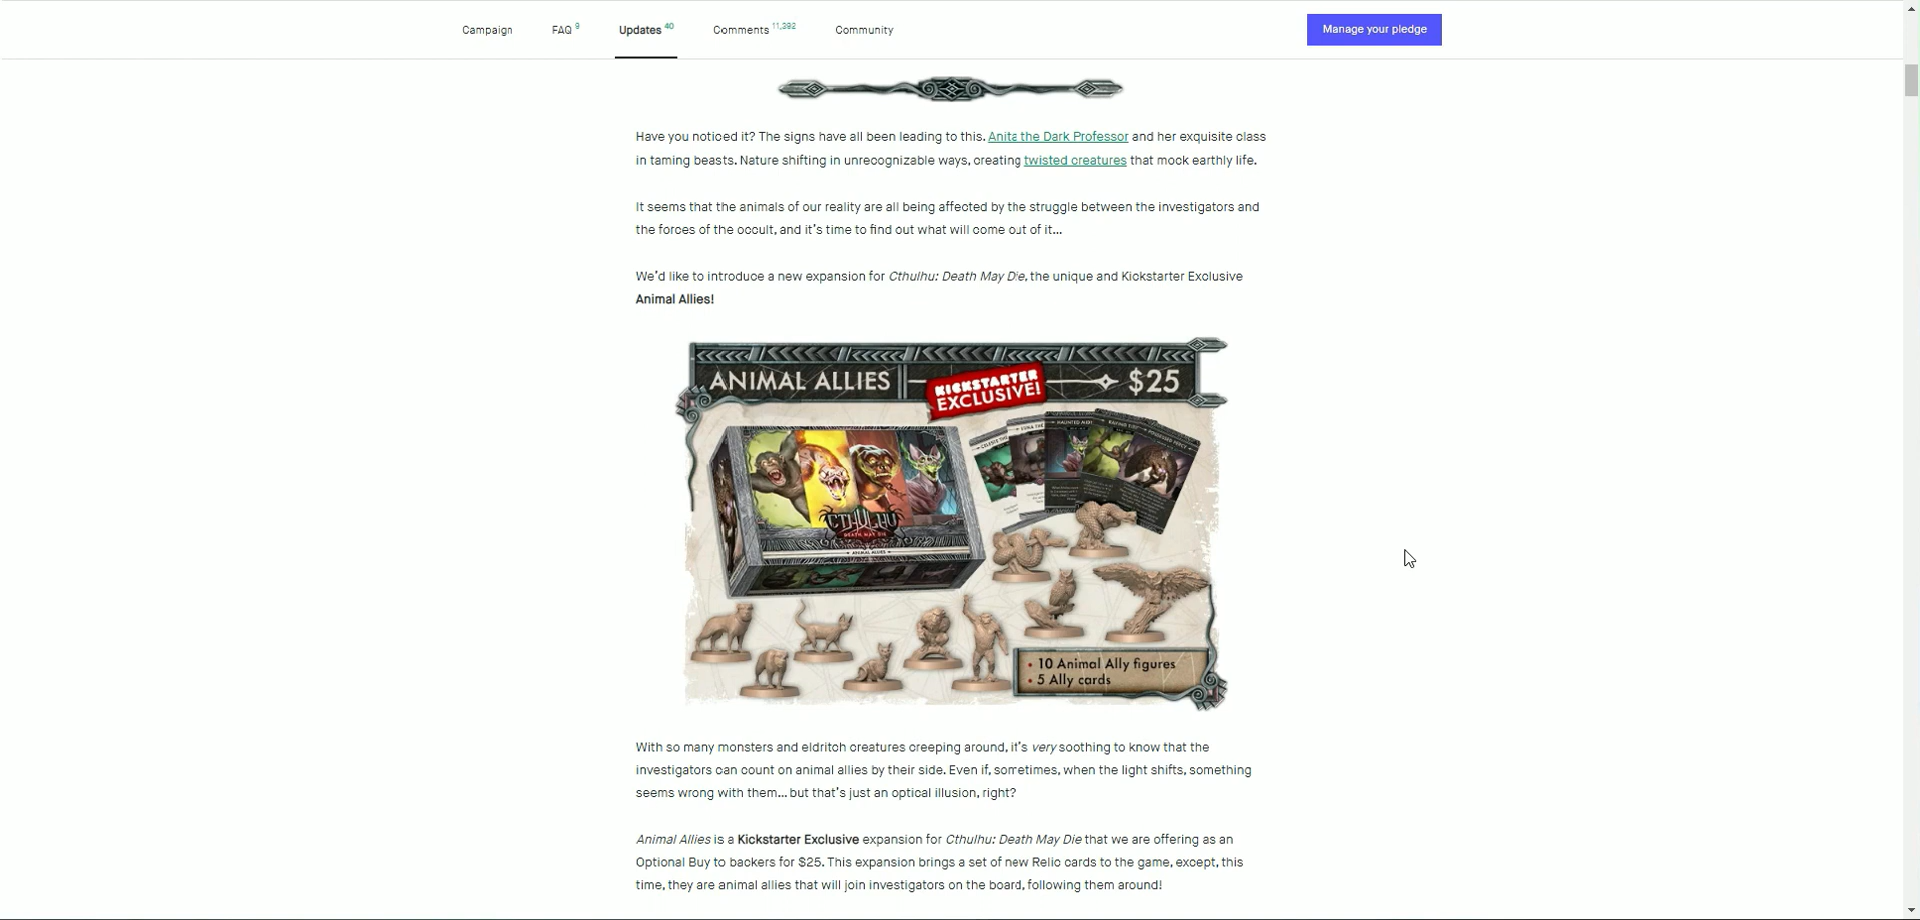 Campaign FAQ 9 Updates 40 Comments 11,392 Community Manage your pledge
Have you noticed it? The signs have all been leading to this. Anita the Dark Professor and her exquisite class
in taming beasts. Nature shifting in unrecognizable ways, creating twisted creatures that mock earthly life.
It seems that the animals of our reality are all being affected by the struggle between the investigators and
the forces of the occult, and it's time to find out what will come out of it...
We'd like to introduce a new expansion for Cthulhu: Death May Die, the unique and Kickstarter Exclusive
Animal Allies!
ANIMAL ALLIES KICKSTARTER EXCLUSIVE! $25
CTHULHU
DEATH MAY DIE
ANIMAL ALLIES
• 10 Animal Ally figures
• 5 Ally cards
With so many monsters and eldritch creatures creeping around, it's very soothing to know that the
investigators can count on animal allies by their side. Even if, sometimes, when the light shifts, something
seems wrong with them... but that's just an optical illusion, right?
Animal Allies is a Kickstarter Exclusive expansion for Cthulhu: Death May Die that we are offering as an
Optional Buy to backers for $25. This expansion brings a set of new Relic cards to the game, except, this
time, they are animal allies that will join investigators on the board, following them around!